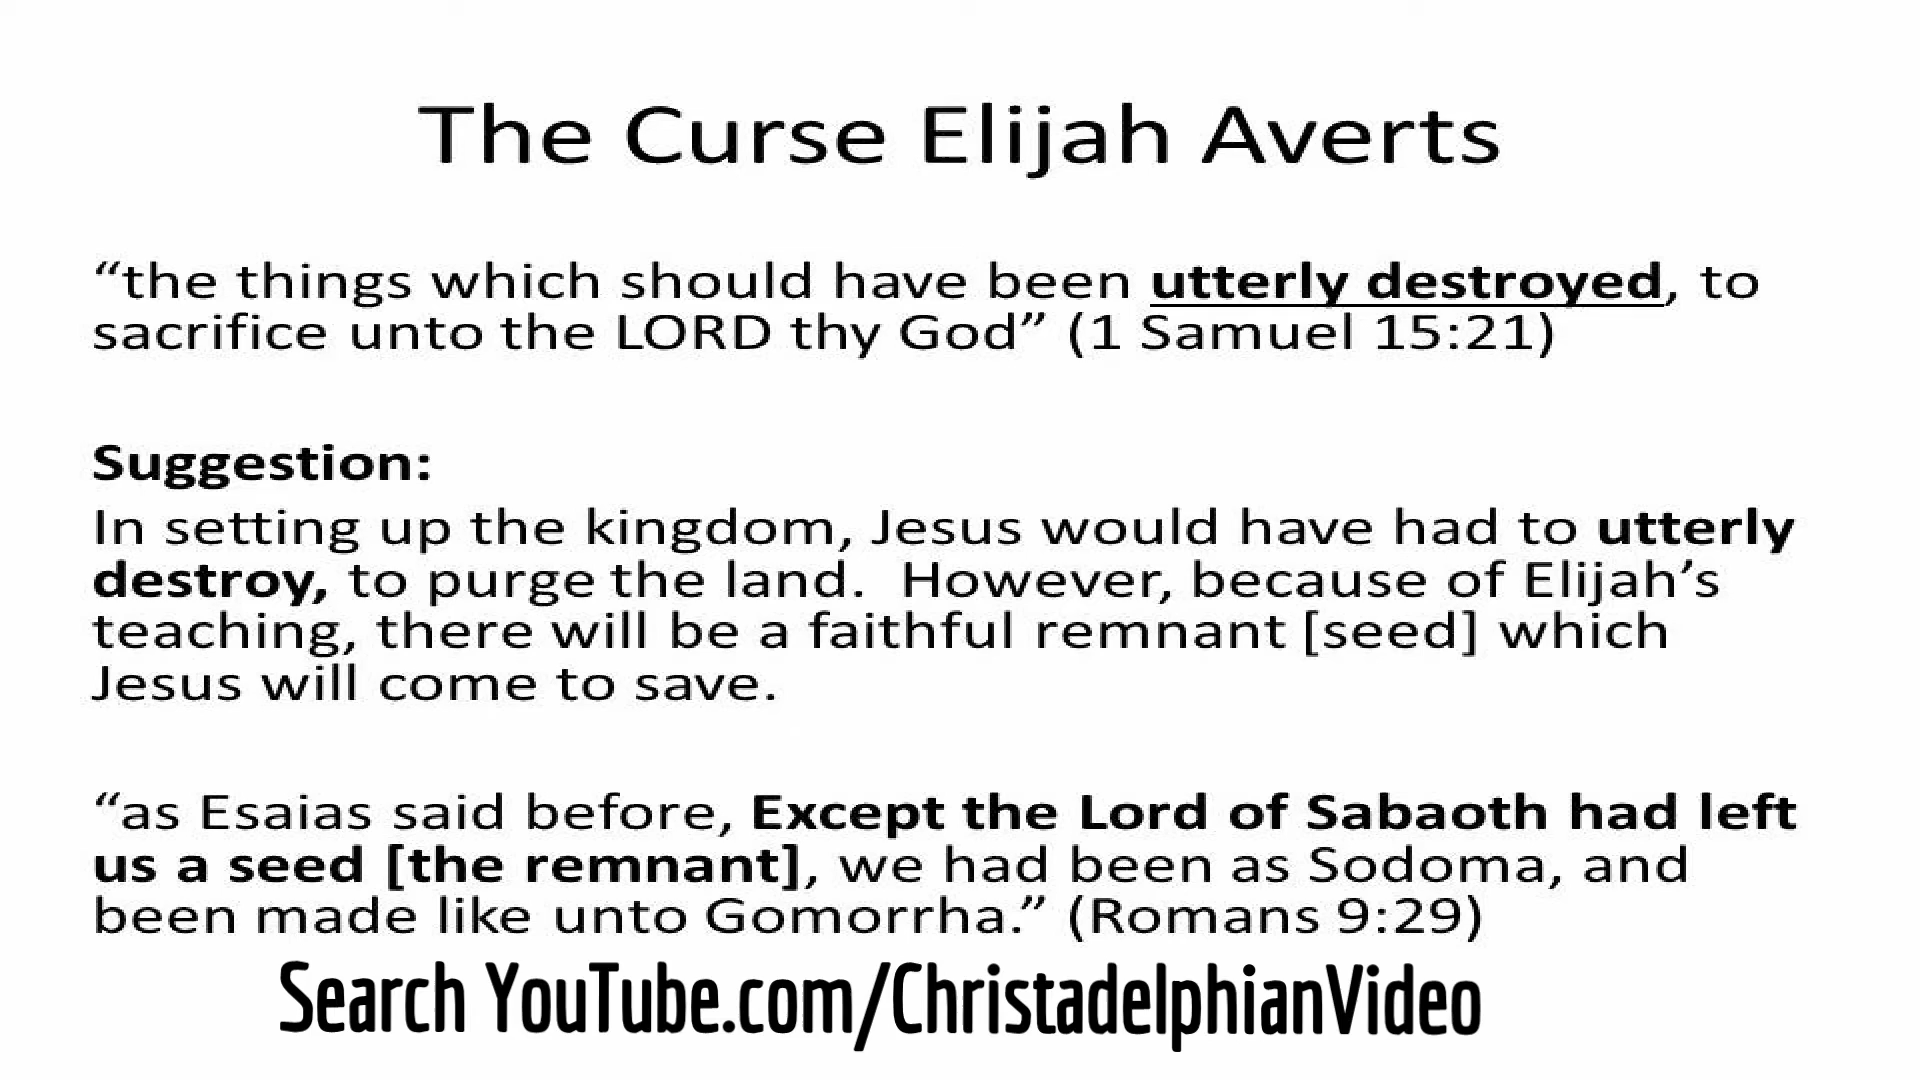 The Curse Elijah Averts
“the things which should have been utterly destroyed, to
sacrifice unto the LORD thy God” (1 Samuel 15:21)
Suggestion:
In setting up the kingdom, Jesus would have had to utterly
destroy, to purge the land.  However, because of Elijah’s
teaching, there will be a faithful remnant [seed] which
Jesus will come to save.
“as Esaias said before, Except the Lord of Sabaoth had left
us a seed [the remnant], we had been as Sodoma, and
been made like unto Gomorrha.” (Romans 9:29)
Search YouTube.com/ChristadelphianVideo